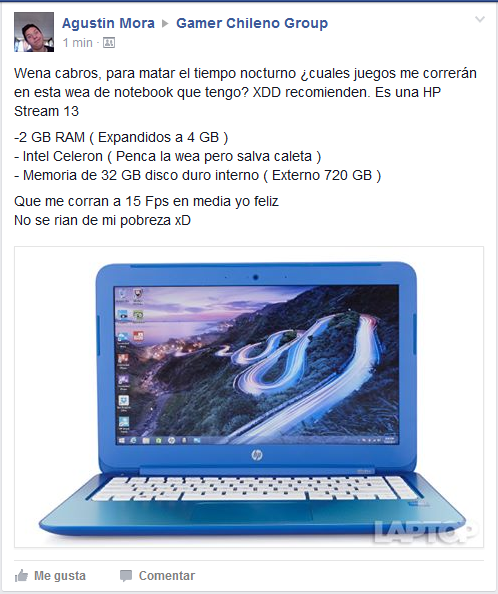 Agustin Mora ▸ Gamer Chileno Group
1 min ·
Wena cabros, para matar el tiempo nocturno ¿cuales juegos me correrán
en esta wea de notebook que tengo? XDD recomienden. Es una HP
Stream 13
-2 GB RAM ( Expandidos a 4 GB )
- Intel Celeron ( Penca la wea pero salva caleta )
- Memoria de 32 GB disco duro interno ( Externo 720 GB )
Que me corran a 15 Fps en media yo feliz
No se rian de mi pobreza xD
hp
LAPTOP
Me gusta
Comentar